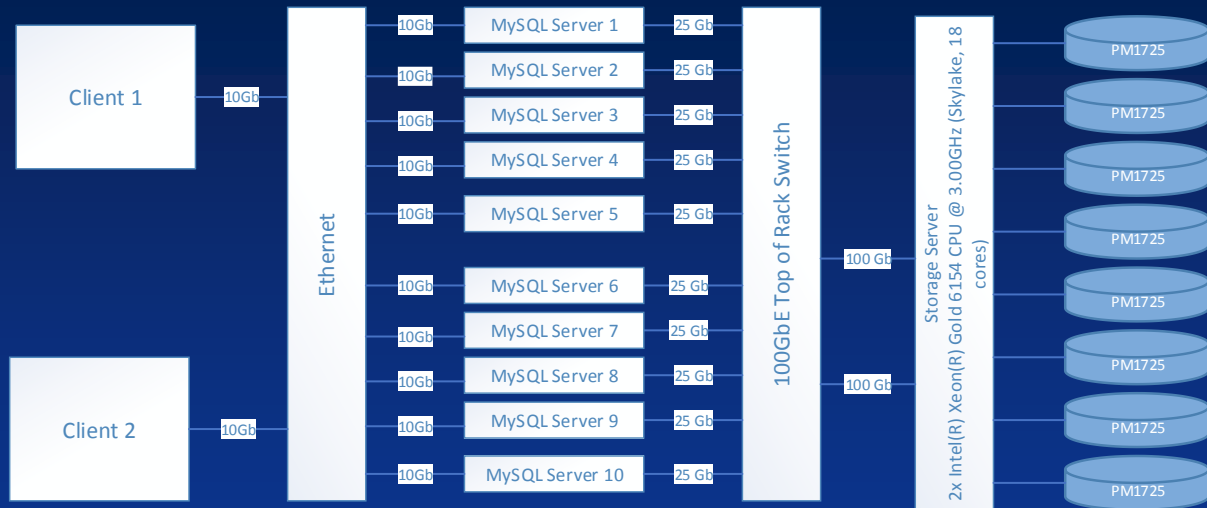 Client 1
10Gb
Client 2
10Gb
Ethernet
10Gb
MySQL Server 1
25 Gb
10Gb
MySQL Server 2
25 Gb
10Gb
MySQL Server 3
25 Gb
10Gb
MySQL Server 4
25 Gb
10Gb
MySQL Server 5
25 Gb
10Gb
MySQL Server 6
25 Gb
10Gb
MySQL Server 7
25 Gb
10Gb
MySQL Server 8
25 Gb
10Gb
MySQL Server 9
25 Gb
10Gb
MySQL Server 10
25 Gb
100GbE Top of Rack Switch
100 Gb
100 Gb
Storage Server
2x Intel(R) Xeon(R) Gold 6154 CPU @ 3.00GHz (Skylake, 18
cores)
PM1725
PM1725
PM1725
PM1725
PM1725
PM1725
PM1725
PM1725